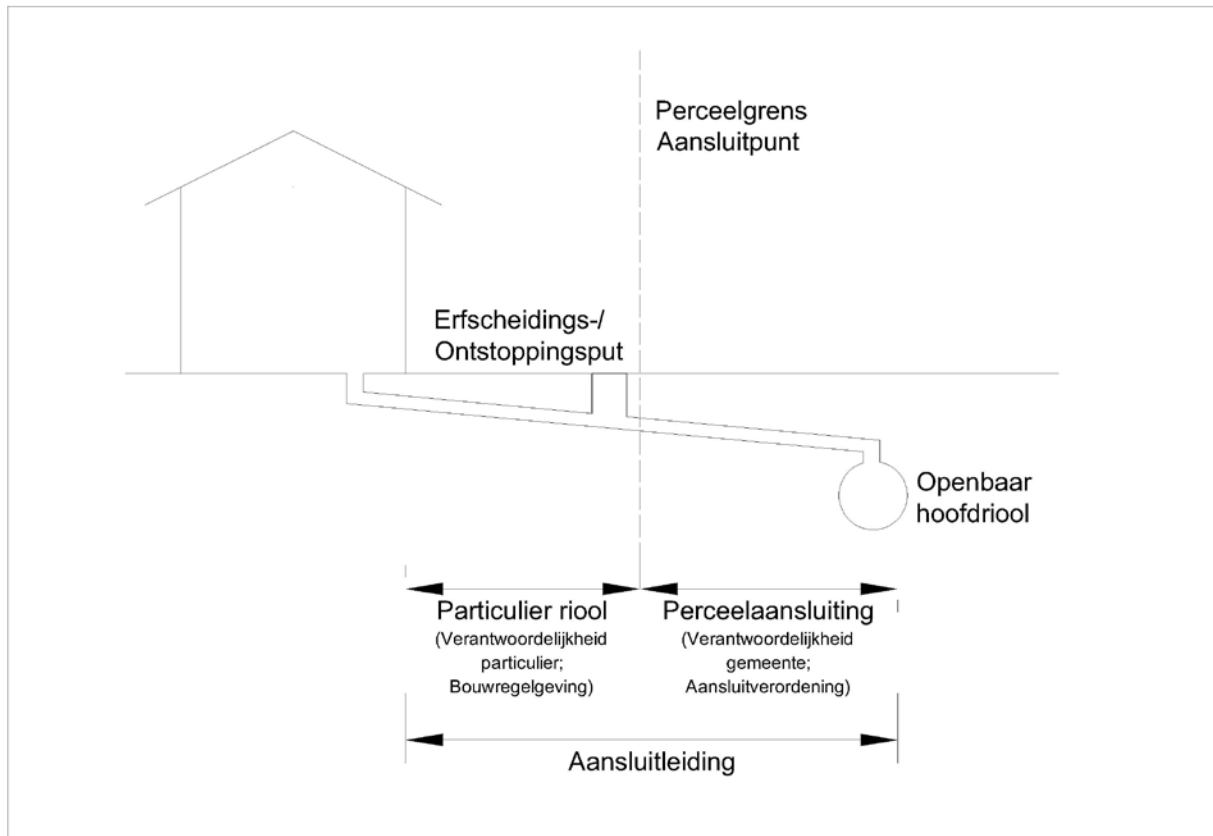 Perceelgrens
Aansluitpunt
Erfscheidings-/
Ontstoppingsput
Openbaar
hoofdriool
Particulier riool
(Verantwoordelijkheid
particulier;
Bouwregelgeving)
Perceelaansluiting
(Verantwoordelijkheid
gemeente;
Aansluitverordening)
Aansluitleiding